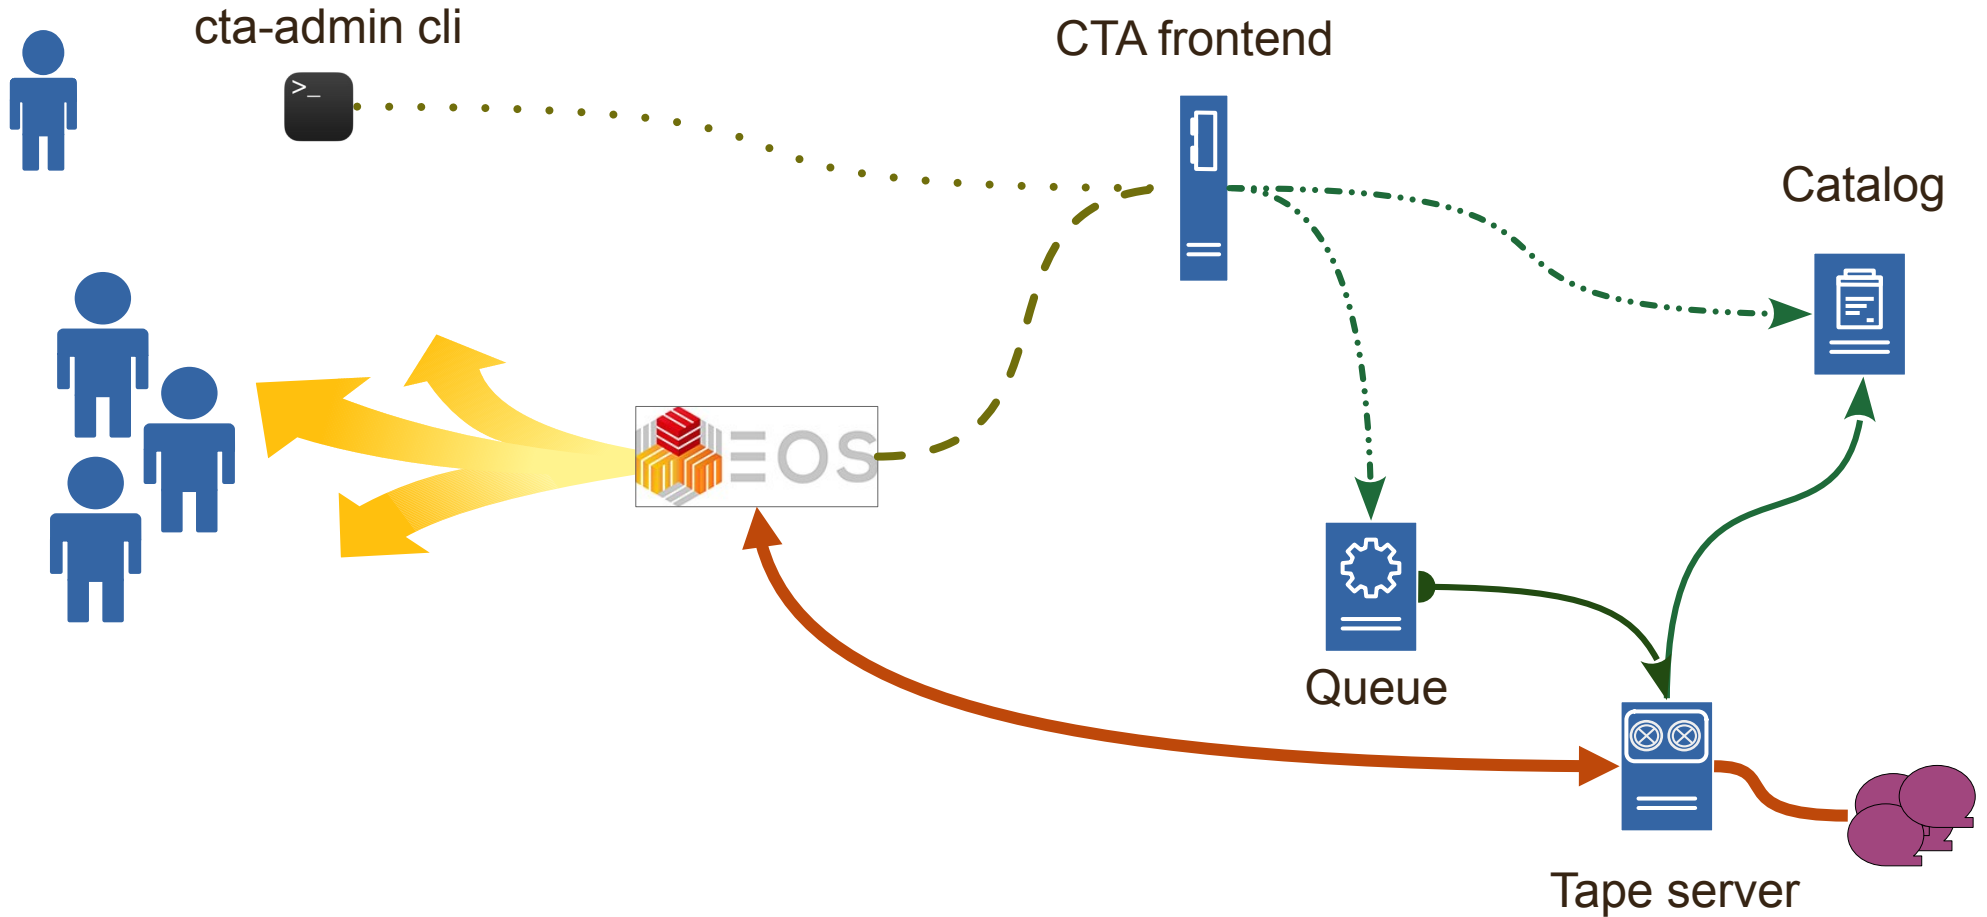 cta-admin cli
CTA frontend
>_
Catalog
EOS
Queue
Tape server